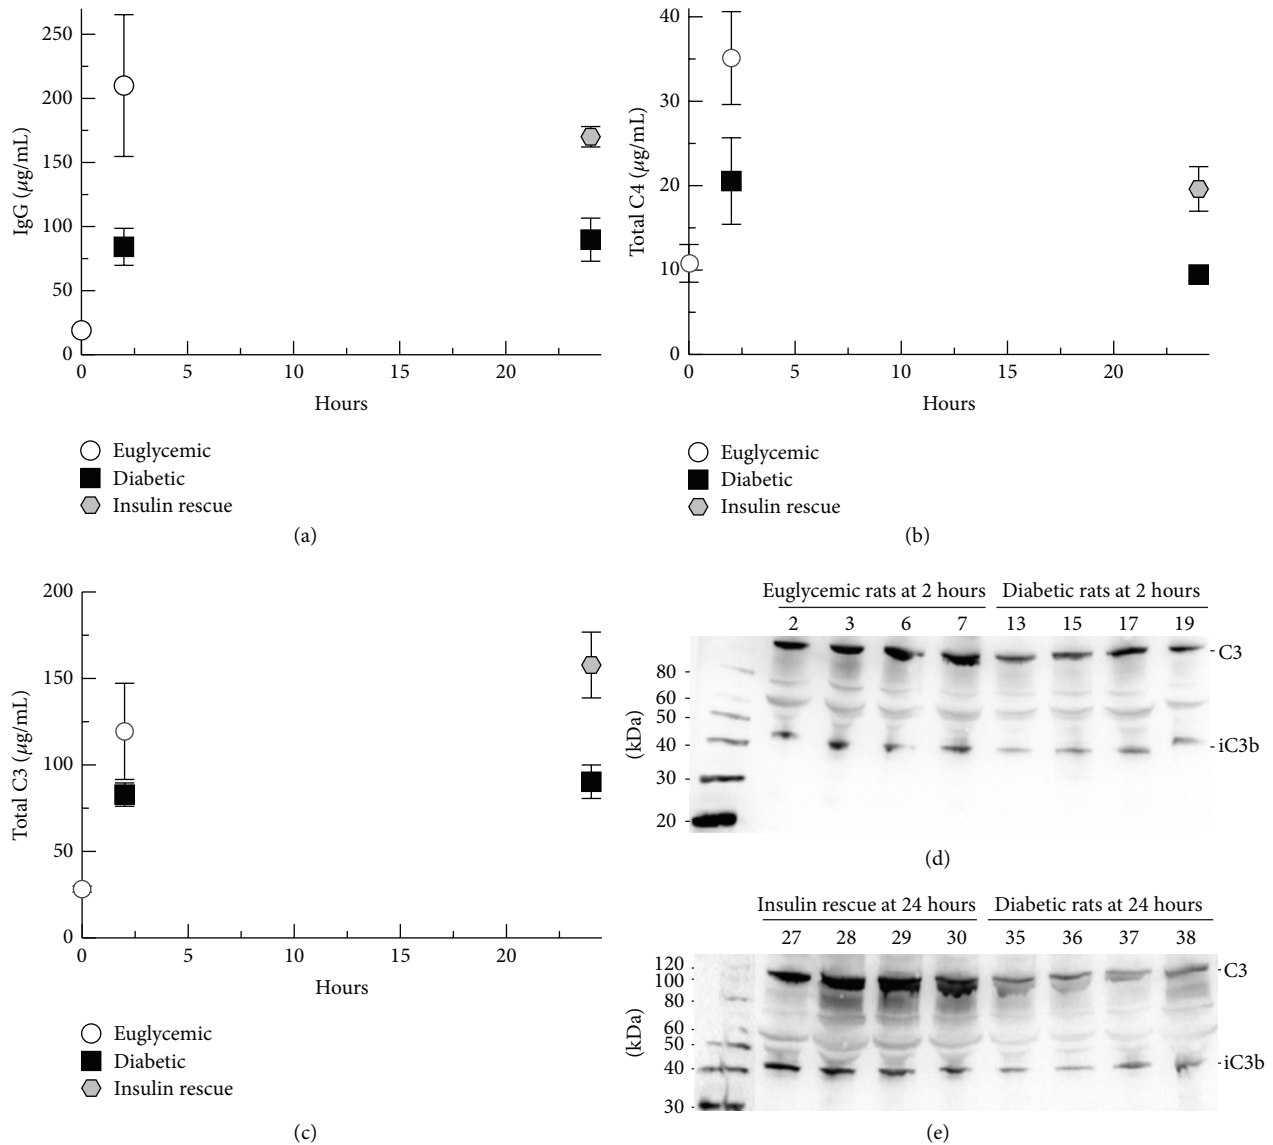 250
200
150
100
50
0
IgG (μg/mL)
0 5 10 15 20
Hours
Euglycemic
Diabetic
Insulin rescue
(a)
40
30
20
10
0
Total C4 (μg/mL)
0 5 10 15 20
Hours
Euglycemic
Diabetic
Insulin rescue
(b)
200
150
100
50
0
Total C3 (μg/mL)
0 5 10 15 20
Hours
Euglycemic
Diabetic
Insulin rescue
(c)
Euglycemic rats at 2 hours Diabetic rats at 2 hours
2 3 6 7 13 15 17 19
80
60
50
40
30
20
(kDa)
C3
iC3b
(d)
Insulin rescue at 24 hours Diabetic rats at 24 hours
27 28 29 30 35 36 37 38
120
100
80
60
50
40
30
(kDa)
C3
iC3b
(e)